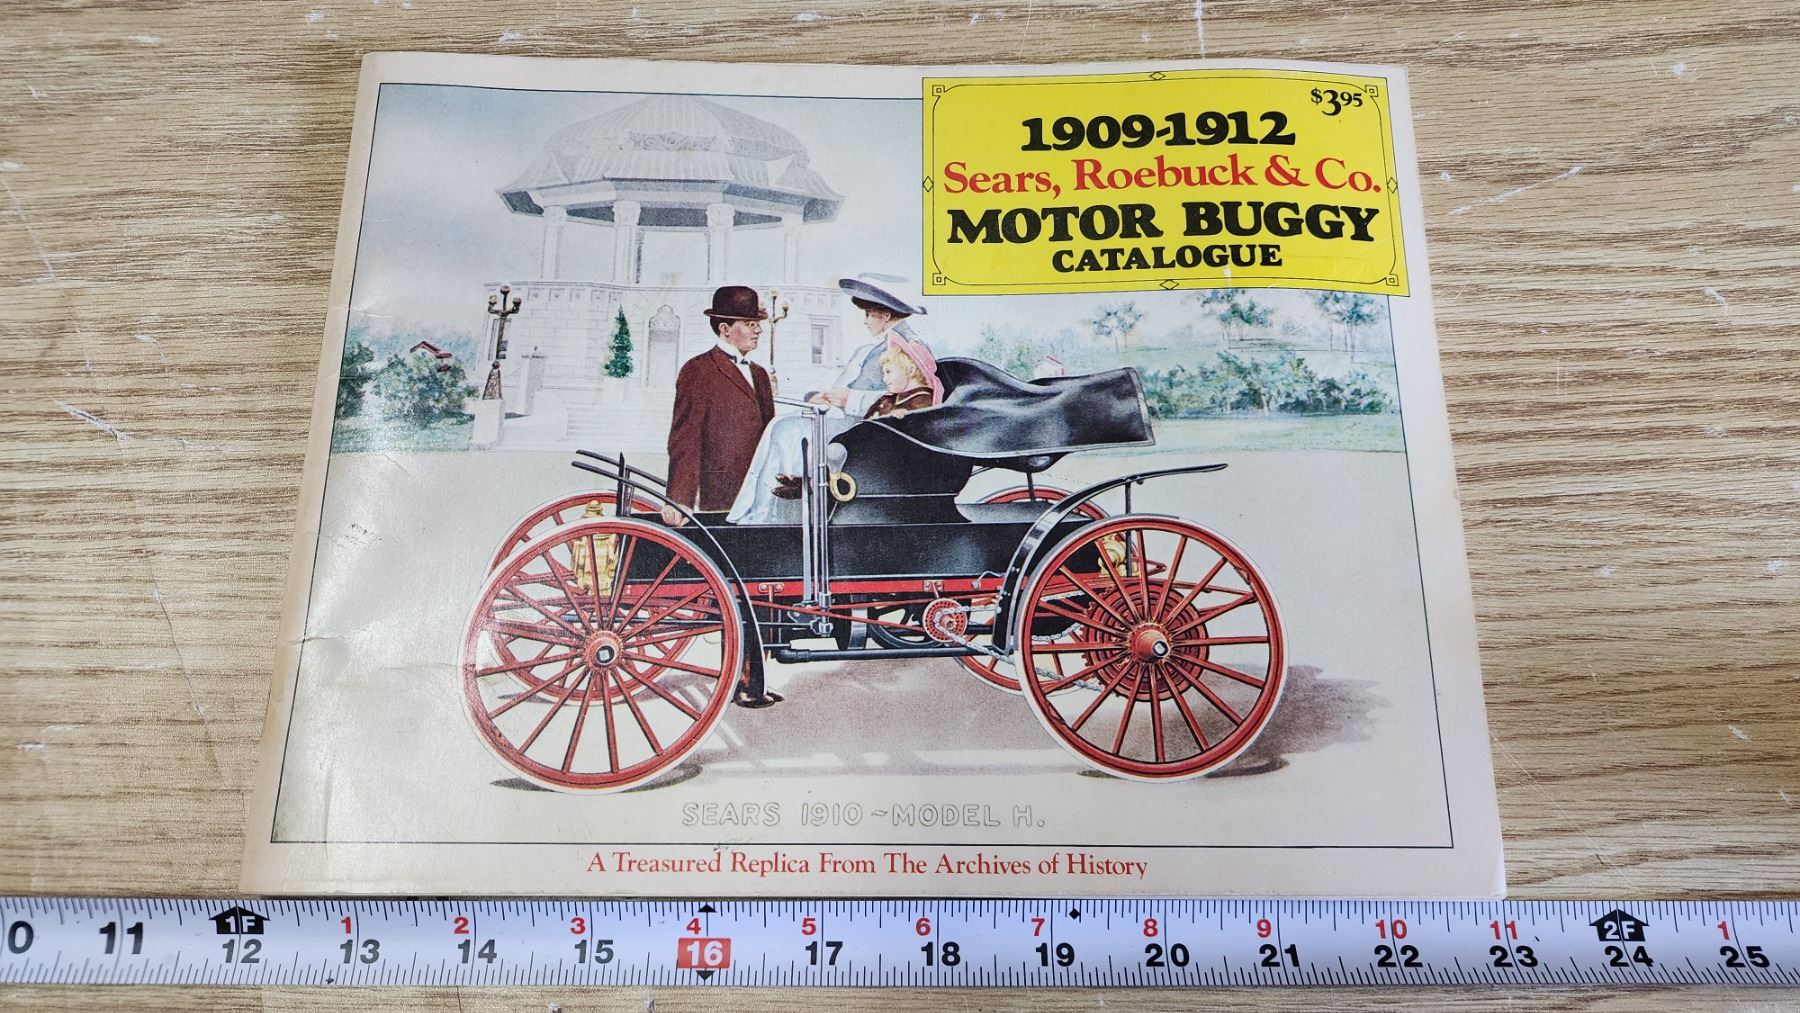 $3.95
1909-1912
Sears, Roebuck & Co.
MOTOR BUGGY
CATALOGUE
SEARS 1910 ~ MODEL H.
A Treasured Replica From The Archives of History
1F 1 2 3 4 5 6 7 8 9 10 11 2F 1
0 11 12 13 14 15 16 17 18 19 20 21 22 23 24 25